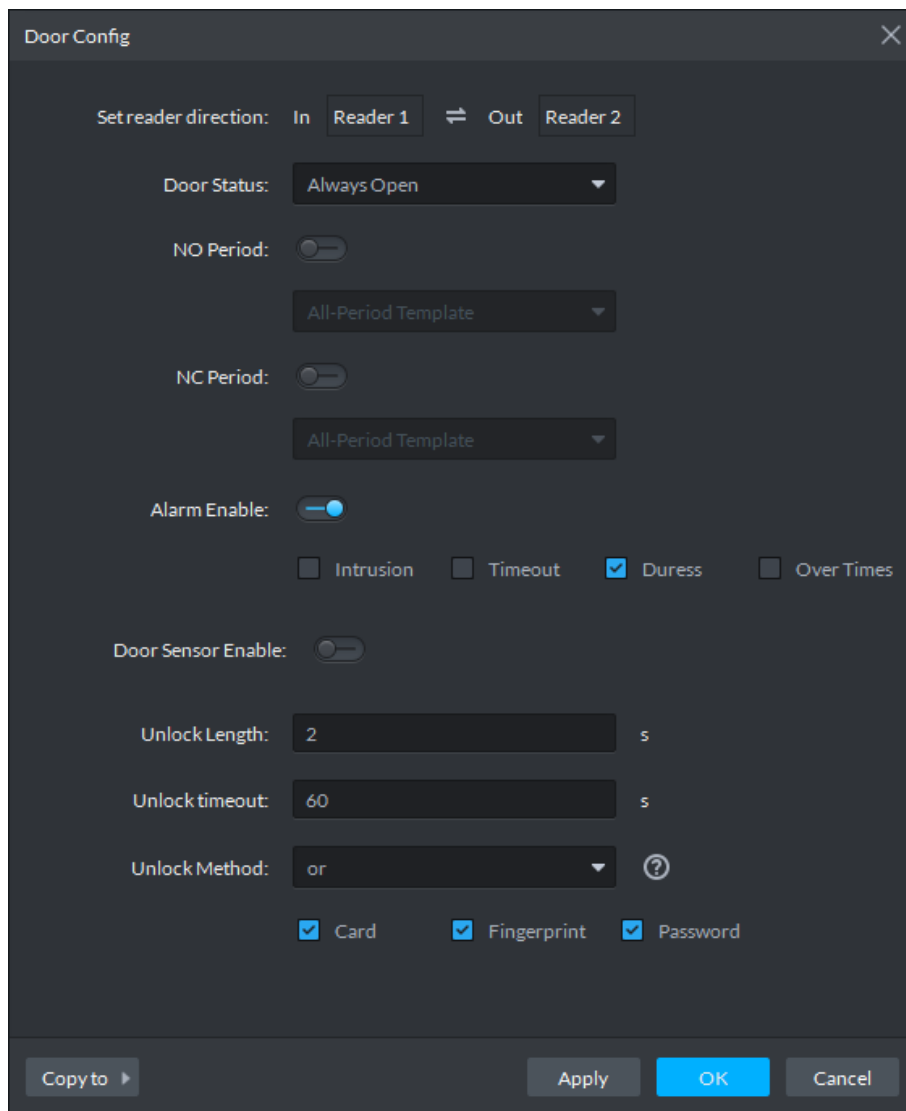 Door Config
Set reader direction: In Reader 1 Out Reader 2
Door Status: Always Open
NO Period:
All-Period Template
NC Period:
All-Period Template
Alarm Enable:
Intrusion Timeout Duress Over Times
Door Sensor Enable:
Unlock Length: 2 s
Unlock timeout: 60 s
Unlock Method: or ?
Card Fingerprint Password
Copy to Apply OK Cancel